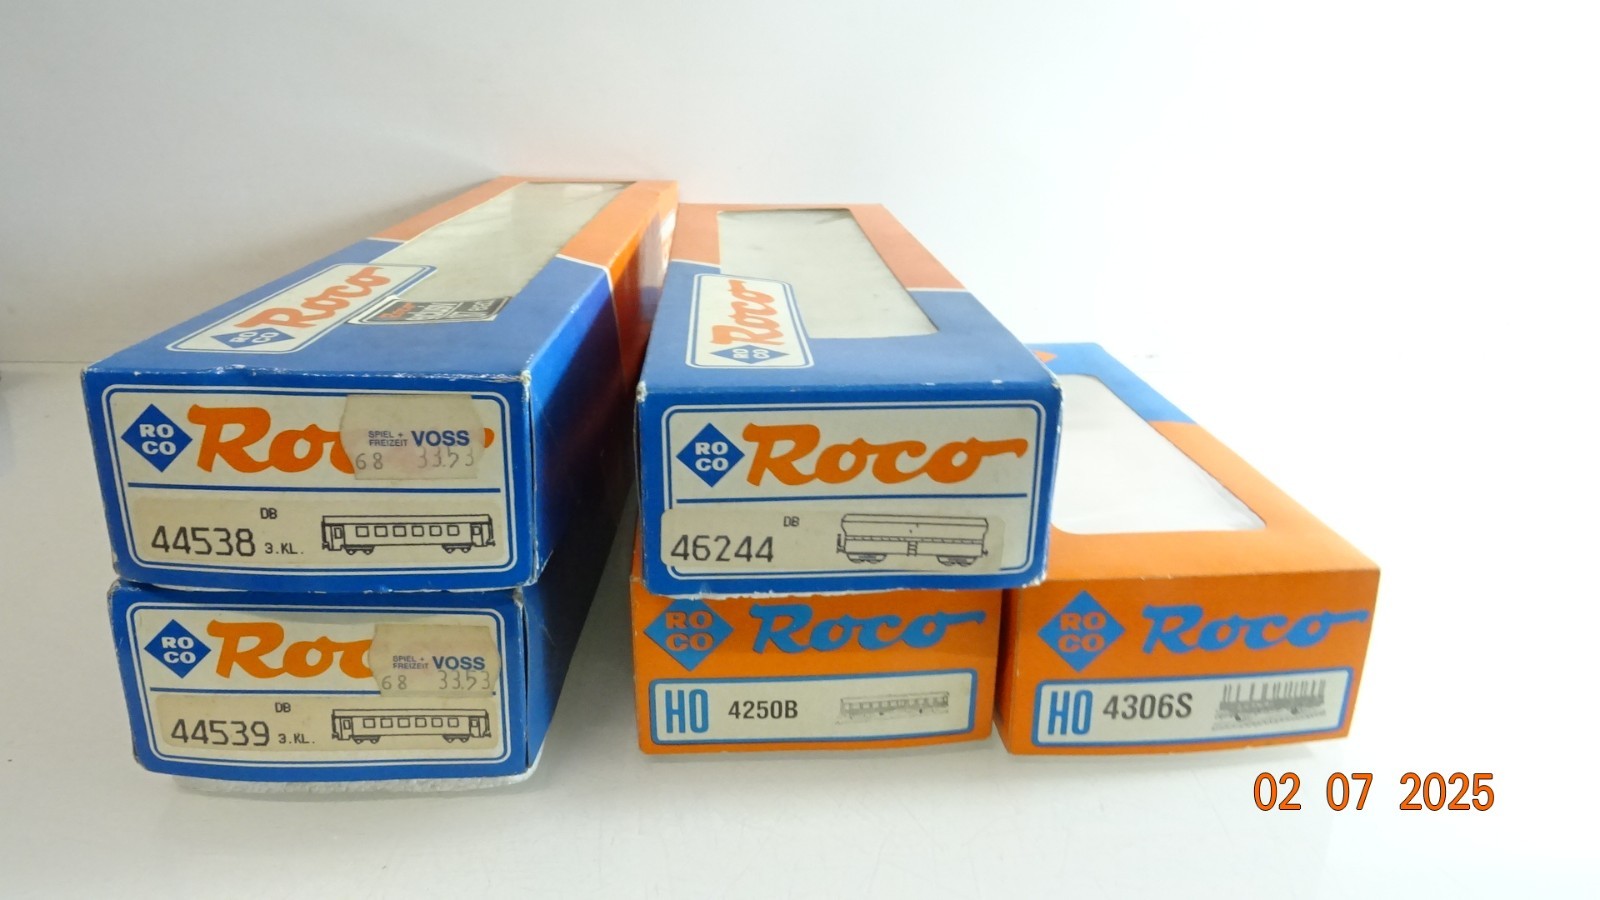 Roco
RO
CO
RO
CO
Roco
SPIEL +
FREIZEIT VOSS
68 33.53
DB
44538 3.KL.
RO
CO
SPIEL +
FREIZEIT VOSS
68 33.53
DB
44539 3.KL.
Roco
RO
CO
RO
CO
Roco
DB
46244
RO
CO
Roco
HO 4250B
RO
CO
Roco
HO 4306S
02 07 2025